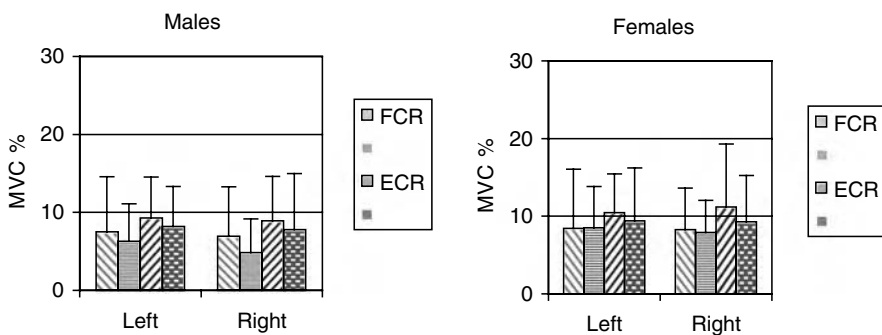 Males
30
20
10
0
MVC %
Left
Right
FCR
ECR
Females
30
20
10
0
MVC %
Left
Right
FCR
ECR